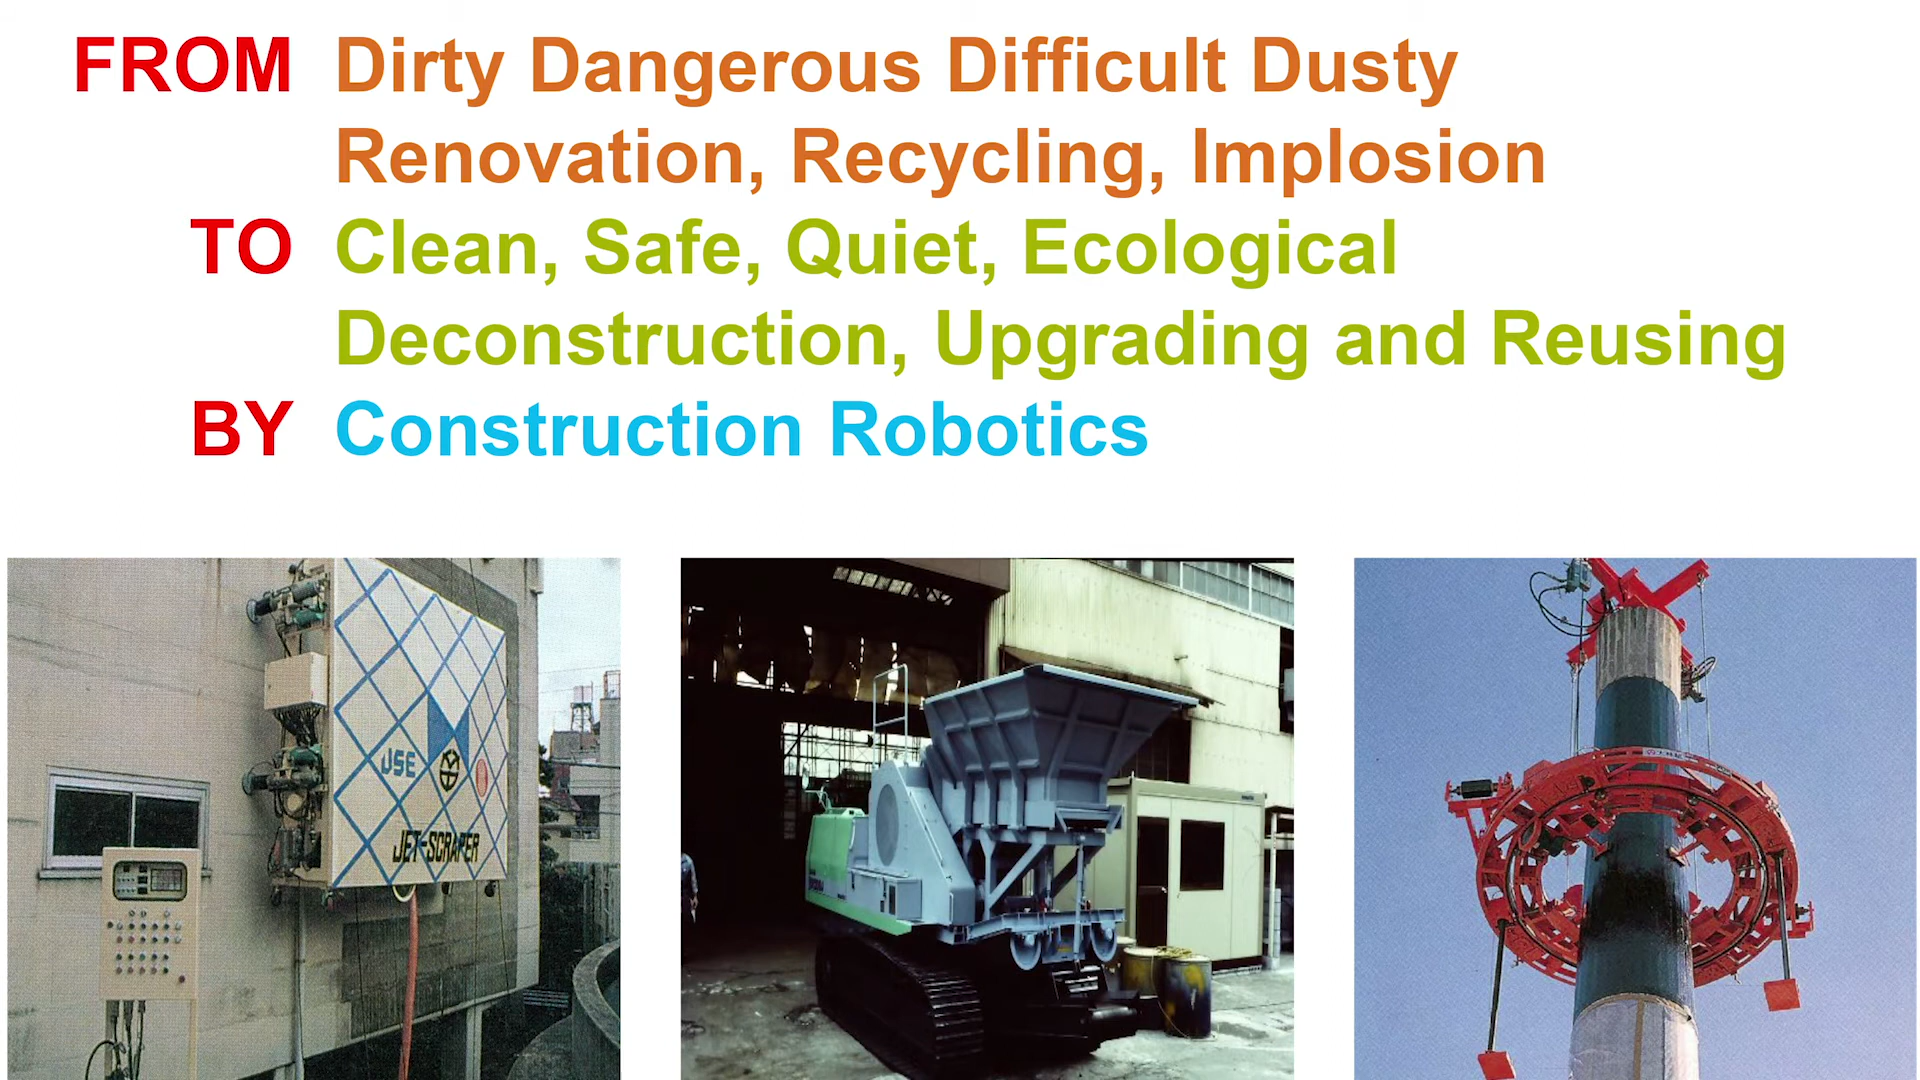 FROM Dirty Dangerous Difficult Dusty
Renovation, Recycling, Implosion
TO Clean, Safe, Quiet, Ecological
Deconstruction, Upgrading and Reusing
BY Construction Robotics
JSE
JET-SCRAPER